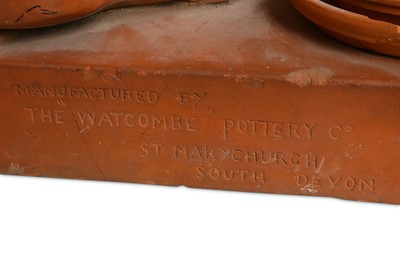 MANUFACTURED BY
THE WATCOMBE POTTERY Co
ST MARYCHURCH
SOUTH DEVON